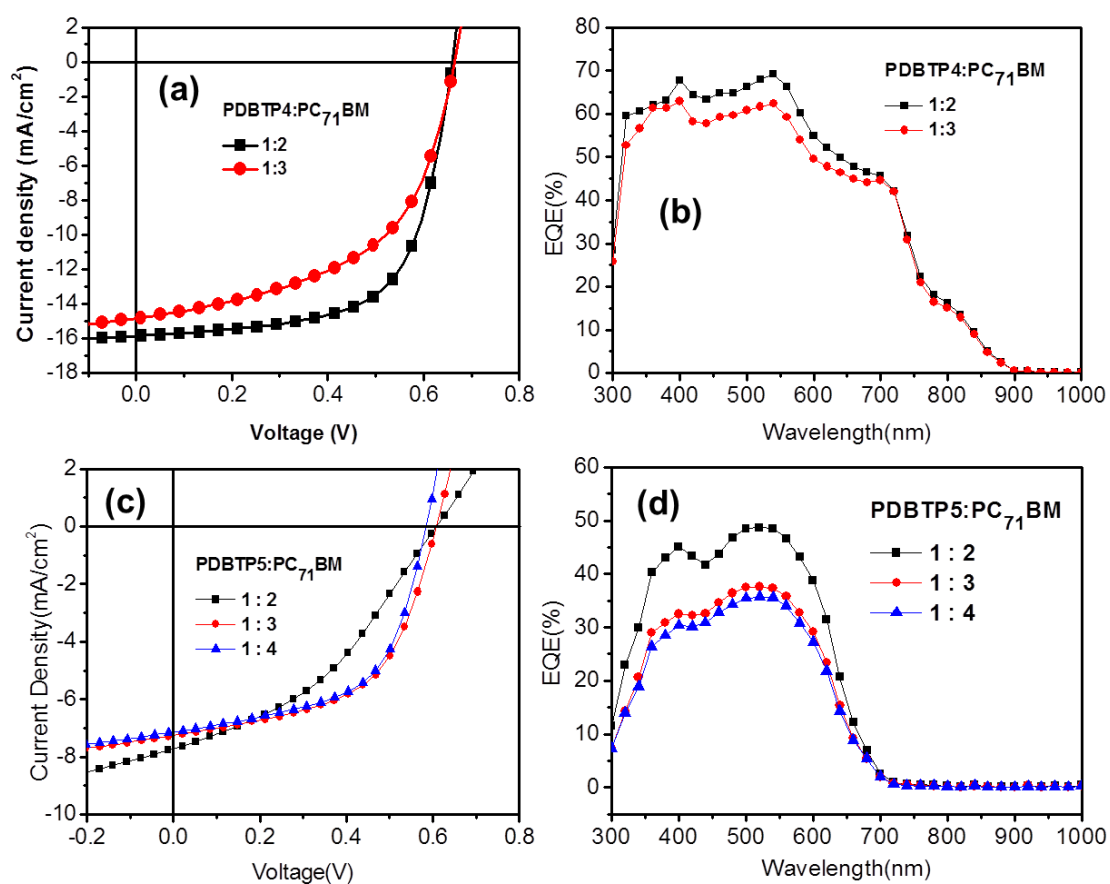 (a)
PDBTP4:PC71BM
1:2
1:3
Current density (mA/cm2)
2
0
-2
-4
-6
-8
-10
-12
-14
-16
-18
0.0
0.2
0.4
0.6
0.8
Voltage (V)
(b)
PDBTP4:PC71BM
1:2
1:3
EQE(%)
80
70
60
50
40
30
20
10
0
300
400
500
600
700
800
900
1000
Wavelength(nm)
(c)
PDBTP5:PC71BM
1 : 2
1 : 3
1 : 4
Current Density(mA/cm2)
2
0
-2
-4
-6
-8
-10
-0.2
0.0
0.2
0.4
0.6
0.8
Voltage(V)
(d)
PDBTP5:PC71BM
1 : 2
1 : 3
1 : 4
EQE(%)
60
50
40
30
20
10
0
300
400
500
600
700
800
900
1000
Wavelength(nm)